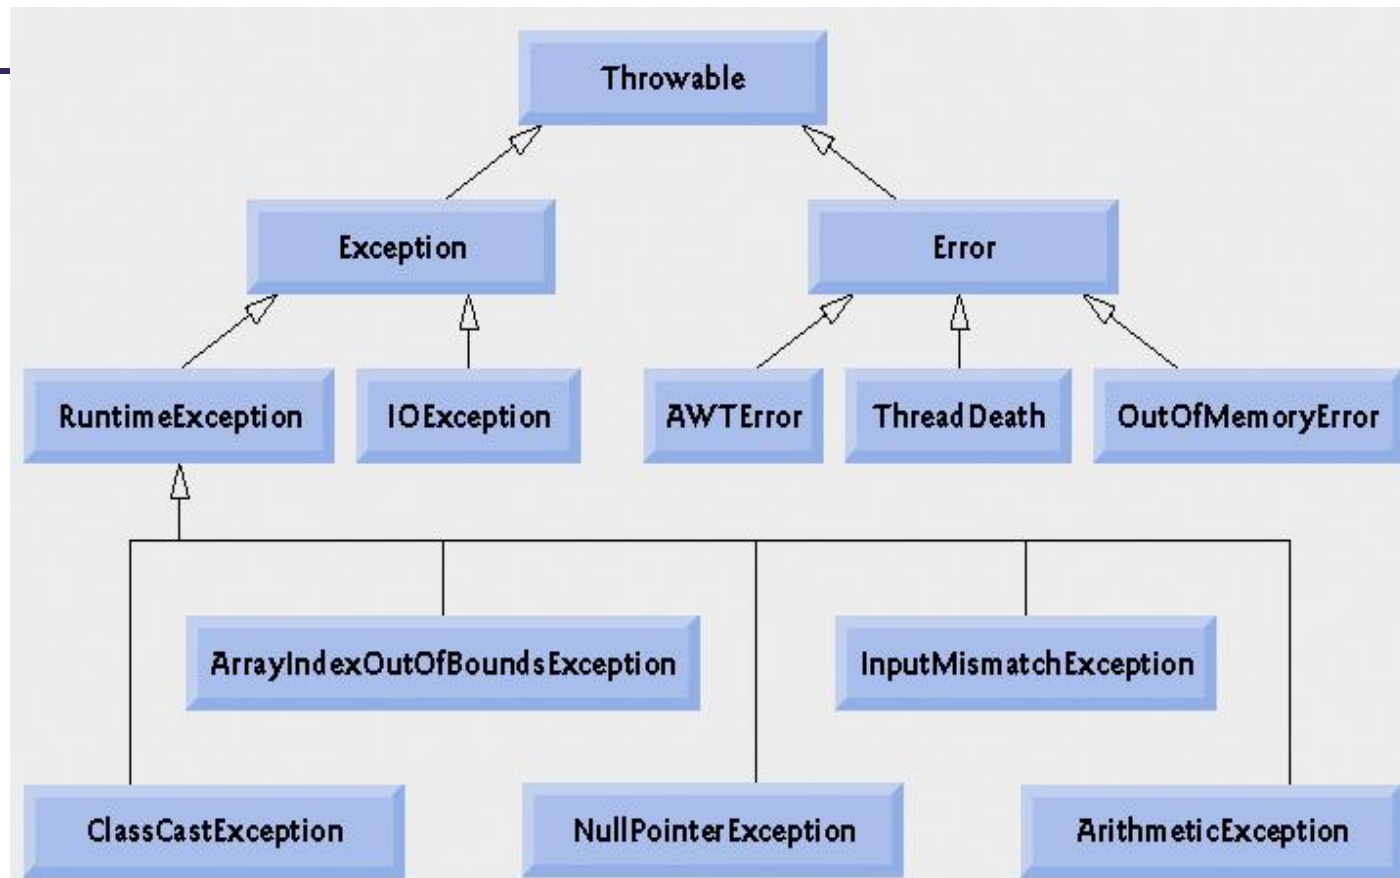 Throwable
Exception
Error
RuntimeException
IOException
AWTError
ThreadDeath
OutOfMemoryError
ArrayIndexOutOfBoundsException
InputMismatchException
ClassCastException
NullPointerException
ArithmeticException